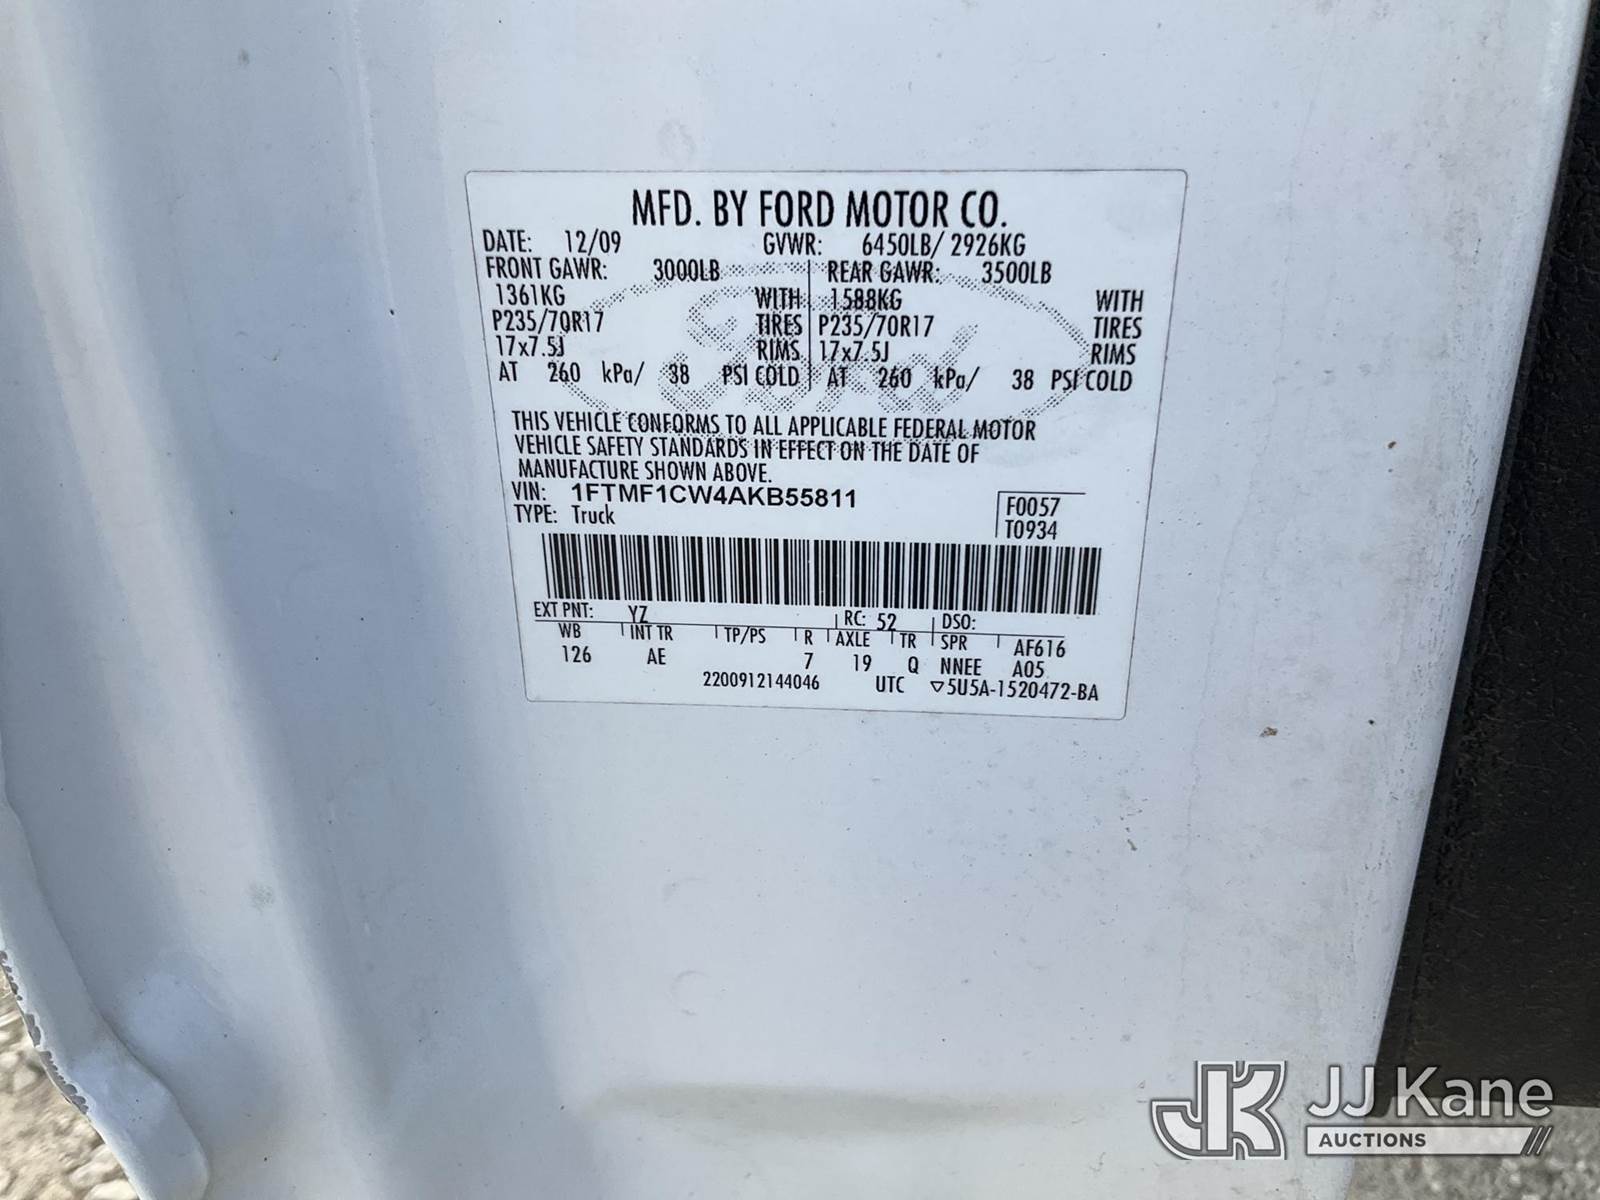 MFD. BY FORD MOTOR CO.
DATE: 12/09 GVWR: 6450LB/ 2926KG
FRONT GAWR: 3000LB REAR GAWR: 3500LB
1361KG WITH 1588KG WITH
P235/70R17 TIRES P235/70R17 TIRES
17x7.5J RIMS 17x7.5J RIMS
AT 260 kPa/ 38 PSI COLD AT 260 kPa/ 38 PSI COLD
Ford
THIS VEHICLE CONFORMS TO ALL APPLICABLE FEDERAL MOTOR
VEHICLE SAFETY STANDARDS IN EFFECT ON THE DATE OF
MANUFACTURE SHOWN ABOVE.
VIN: 1FTMF1CW4AKB55811 F0057
TYPE: Truck T0934
EXT PNT: YZ RC: 52 DSO:
WB INT TR TP/PS R AXLE TR SPR AF616
126 AE 7 19 Q NNEE A05
2200912144046 UTC ▽5U5A-1520472-BA
JK JJ Kane
AUCTIONS